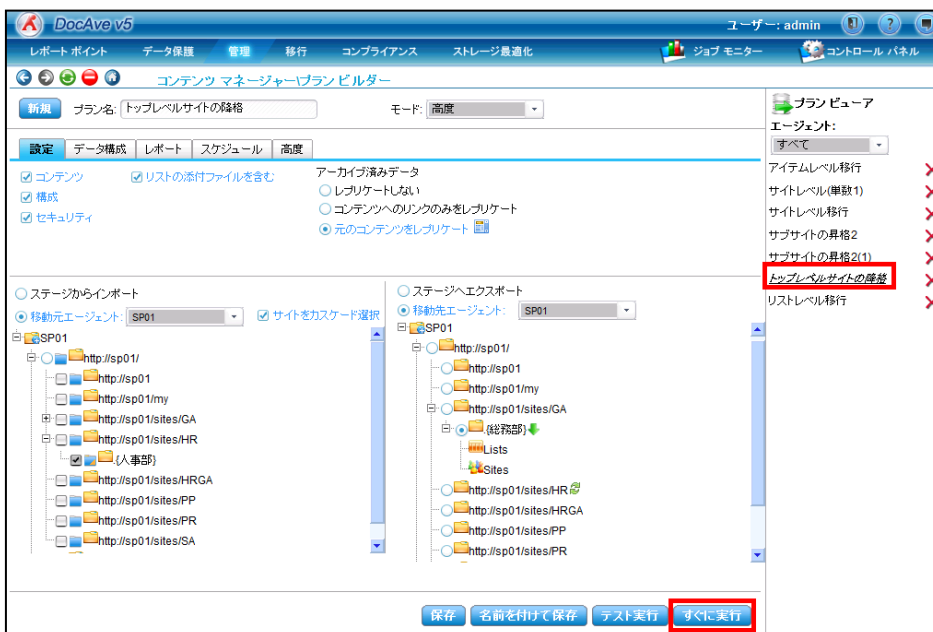 DocAve v5
ユーザー: admin
レポート ポイント データ保護 管理 移行 コンプライアンス ストレージ最適化 ジョブ モニター コントロール パネル
コンテンツ マネージャー\プラン ビルダー
新規 プラン名: トップレベルサイトの降格 モード: 高度
設定 データ構成 レポート スケジュール 高度
コンテンツ リストの添付ファイルを含む
構成
セキュリティ
アーカイブ済みデータ
レプリケートしない
コンテンツへのリンクのみをレプリケート
元のコンテンツをレプリケート
ステージからインポート
移動元エージェント: SP01 サイトをカスケード選択
SP01
http://sp01/
http://sp01
http://sp01/my
http://sp01/sites/GA
http://sp01/sites/HR
.{人事部}
http://sp01/sites/HRGA
http://sp01/sites/PP
http://sp01/sites/PR
http://sp01/sites/SA
ステージへエクスポート
移動先エージェント: SP01
SP01
http://sp01/
http://sp01
http://sp01/my
http://sp01/sites/GA
.{総務部}
Lists
Sites
http://sp01/sites/HR
http://sp01/sites/HRGA
http://sp01/sites/PP
http://sp01/sites/PR
保存 名前を付けて保存 テスト実行 すぐに実行
プラン ビューア
エージェント:
すべて
アイテムレベル移行
サイトレベル(単数1)
サイトレベル移行
サブサイトの昇格2
サブサイトの昇格2(1)
トップレベルサイトの降格
リストレベル移行